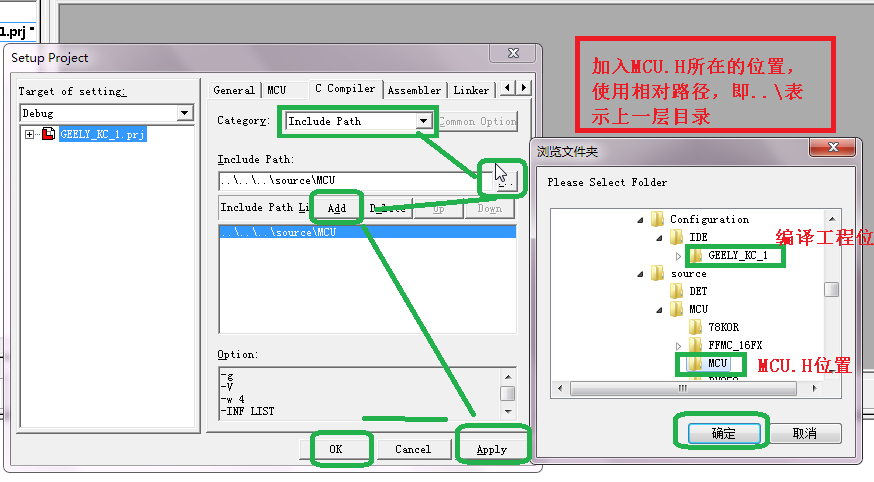 1.prj *
Setup Project
Target of setting:
Debug
GEELY_KC_1.prj
General
MCU
C Compiler
Assembler
Linker
Category:
Include Path
Common Option
Include Path:
..\..\..\source\MCU
Include Path Li
Add
Delete
Up
Down
..\..\..\source\MCU
Option:
-g
-V
-w 4
-INF LIST
OK
Cancel
Apply
加入MCU.H所在的位置，
使用相对路径，即..\表
示上一层目录
浏览文件夹
Please Select Folder
Configuration
IDE
GEELY_KC_1
编译工程位
source
DET
MCU
78K0R
FFMC_16FX
MCU
MCU.H位置
确定
取消